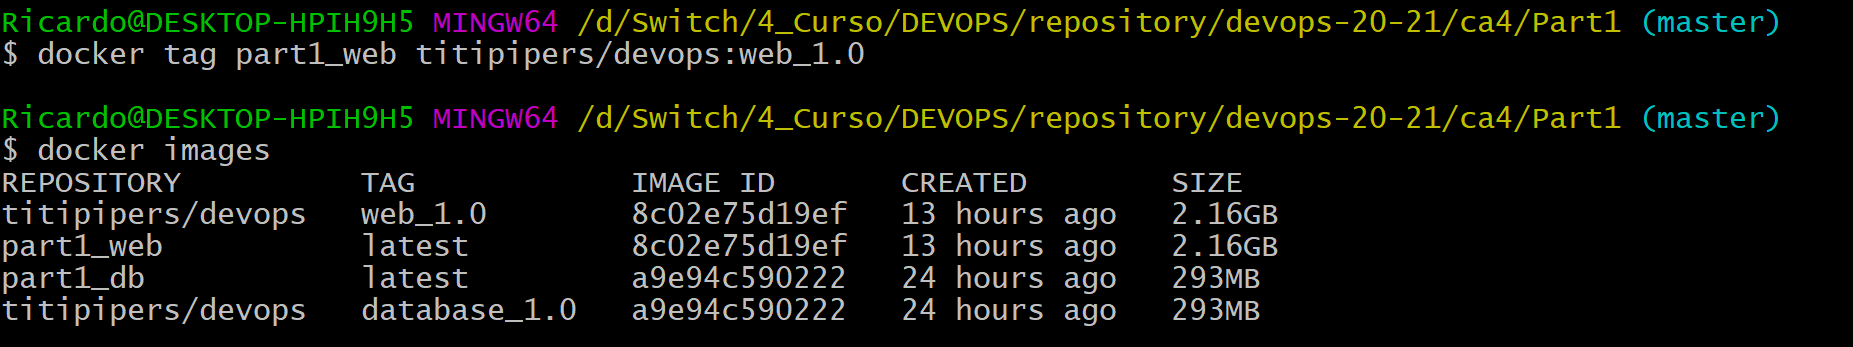 Ricardo@DESKTOP-HPIH9H5 MINGW64 /d/Switch/4_Curso/DEVOPS/repository/devops-20-21/ca4/Part1 (master)
$ docker tag part1_web titipipers/devops:web_1.0
Ricardo@DESKTOP-HPIH9H5 MINGW64 /d/Switch/4_Curso/DEVOPS/repository/devops-20-21/ca4/Part1 (master)
$ docker images
REPOSITORY TAG IMAGE ID CREATED SIZE
titipipers/devops web_1.0 8c02e75d19ef 13 hours ago 2.16GB
part1_web latest 8c02e75d19ef 13 hours ago 2.16GB
part1_db latest a9e94c590222 24 hours ago 293MB
titipipers/devops database_1.0 a9e94c590222 24 hours ago 293MB